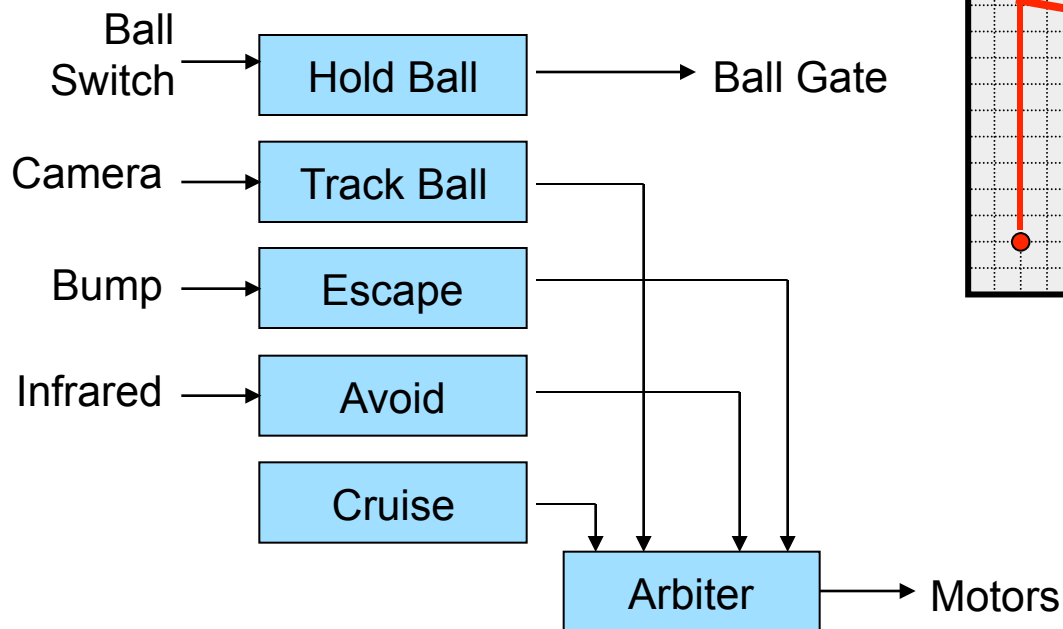 Ball
Switch
Hold Ball
Ball Gate
Camera
Track Ball
Bump
Escape
Infrared
Avoid
Cruise
Arbiter
Motors